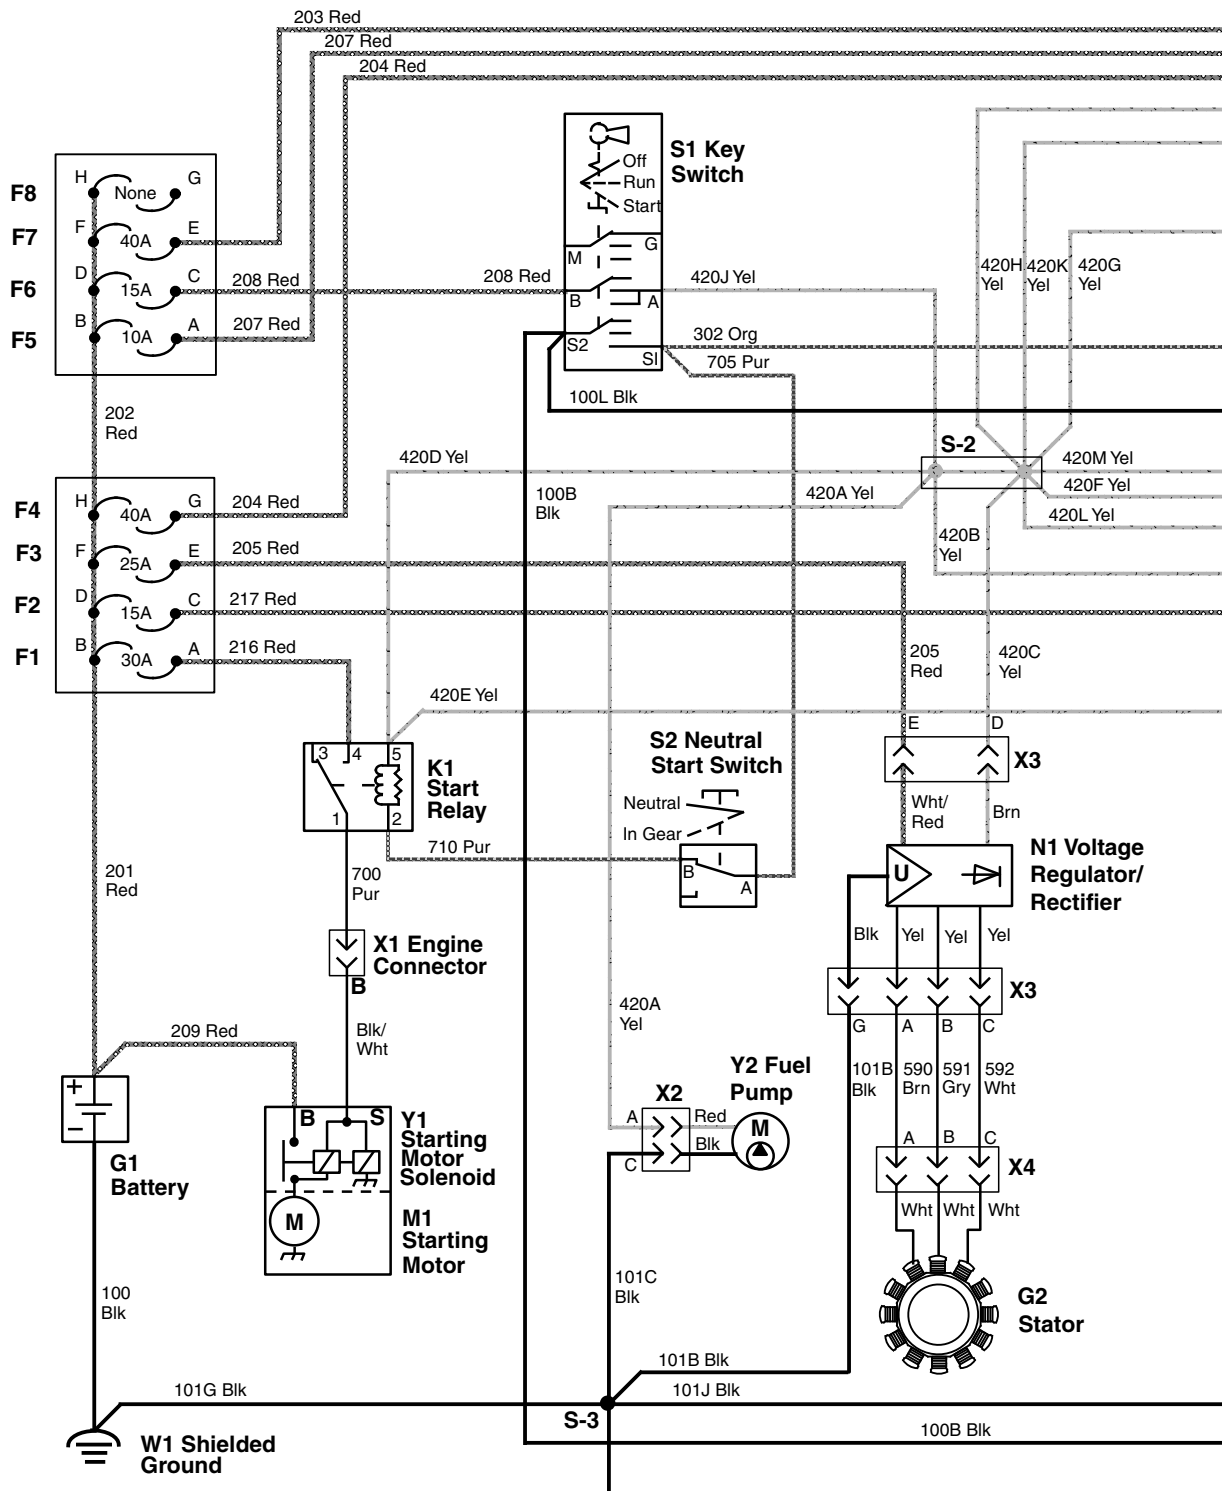 203 Red
207 Red
204 Red
F8
H
None
G
F7
F
40A
E
F6
D
15A
C
208 Red
F5
B
10A
A
207 Red
S1 Key
Switch
Off
Run
Start
M
G
208 Red
B
A
420J Yel
S2
SI
302 Org
705 Pur
100L Blk
420H
Yel
420K
Yel
420G
Yel
202
Red
S-2
420D Yel
420A Yel
420M Yel
420F Yel
420L Yel
420B
Yel
100B
Blk
F4
H
40A
G
204 Red
F3
F
25A
E
205 Red
F2
D
15A
C
217 Red
F1
B
30A
A
216 Red
205
Red
420C
Yel
420E Yel
3
4
5
1
2
K1
Start
Relay
S2 Neutral
Start Switch
Neutral
In Gear
B
A
710 Pur
E
D
X3
Wht/
Red
Brn
N1 Voltage
Regulator/
Rectifier
U
201
Red
700
Pur
X1 Engine
Connector
B
Blk
Yel
Yel
Yel
X3
G
A
B
C
209 Red
Blk/
Wht
420A
Yel
101B
Blk
590
Brn
591
Gry
592
Wht
+
−
G1
Battery
B
S
Y1
Starting
Motor
Solenoid
M
M1
Starting
Motor
Y2 Fuel
Pump
X2
A
Red
C
Blk
M
A
B
C
X4
Wht
Wht
Wht
G2
Stator
100
Blk
101C
Blk
101B Blk
101G Blk
101J Blk
S-3
100B Blk
W1 Shielded
Ground